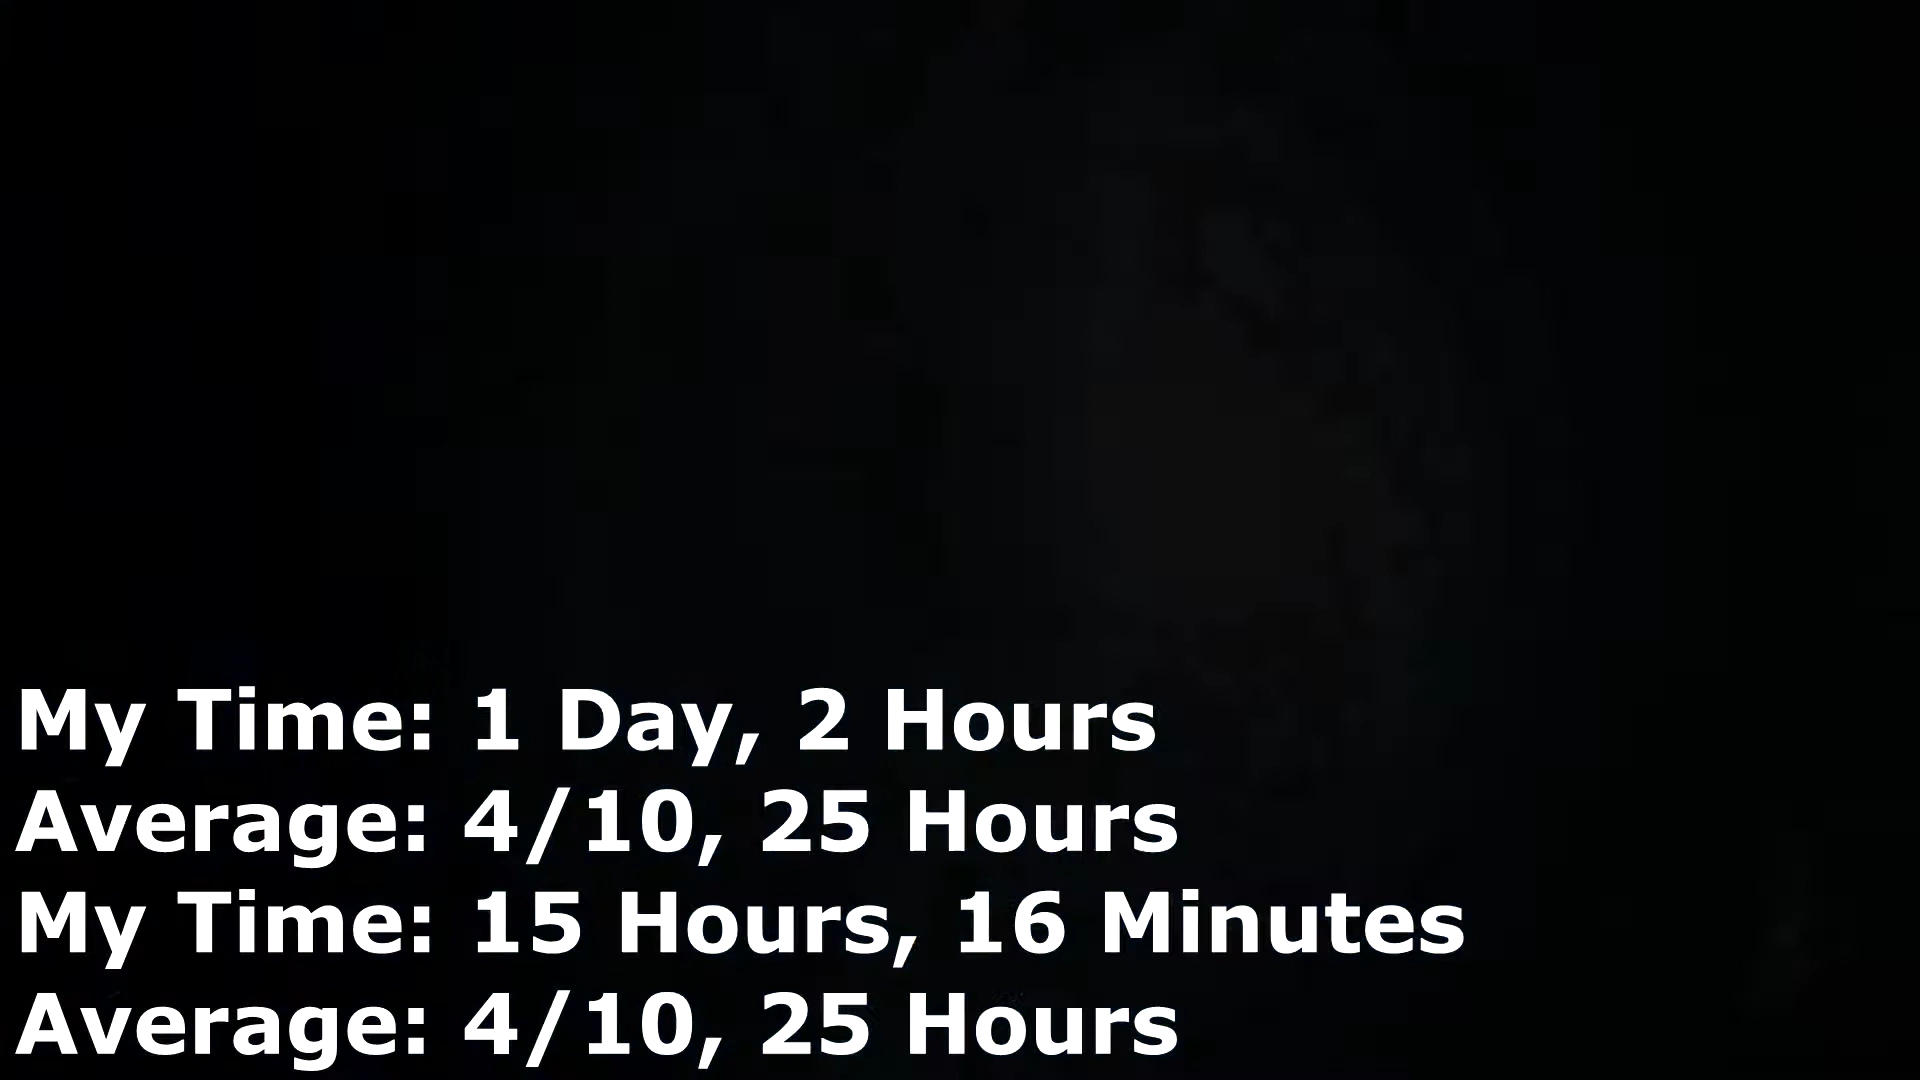 My Time: 1 Day, 2 Hours
Average: 4/10, 25 Hours
My Time: 15 Hours, 16 Minutes
Average: 4/10, 25 Hours